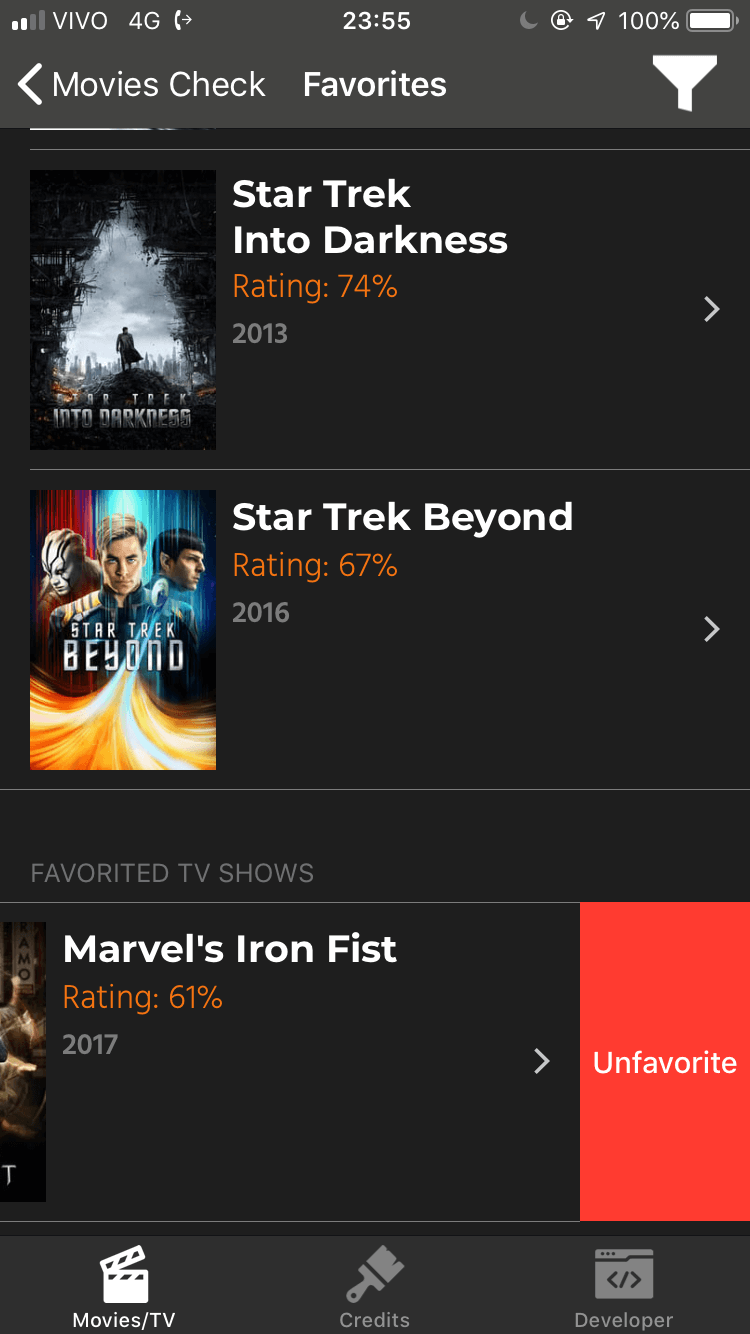 VIVO 4G 23:55 100%
Movies Check Favorites
Star Trek
Into Darkness
Rating: 74%
2013
STAR TREK
INTO DARKNESS
Star Trek Beyond
Rating: 67%
2016
STAR TREK
BEYOND
FAVORITED TV SHOWS
Marvel's Iron Fist
Rating: 61%
2017
Unfavorite
RAMO
T
Movies/TV Credits Developer